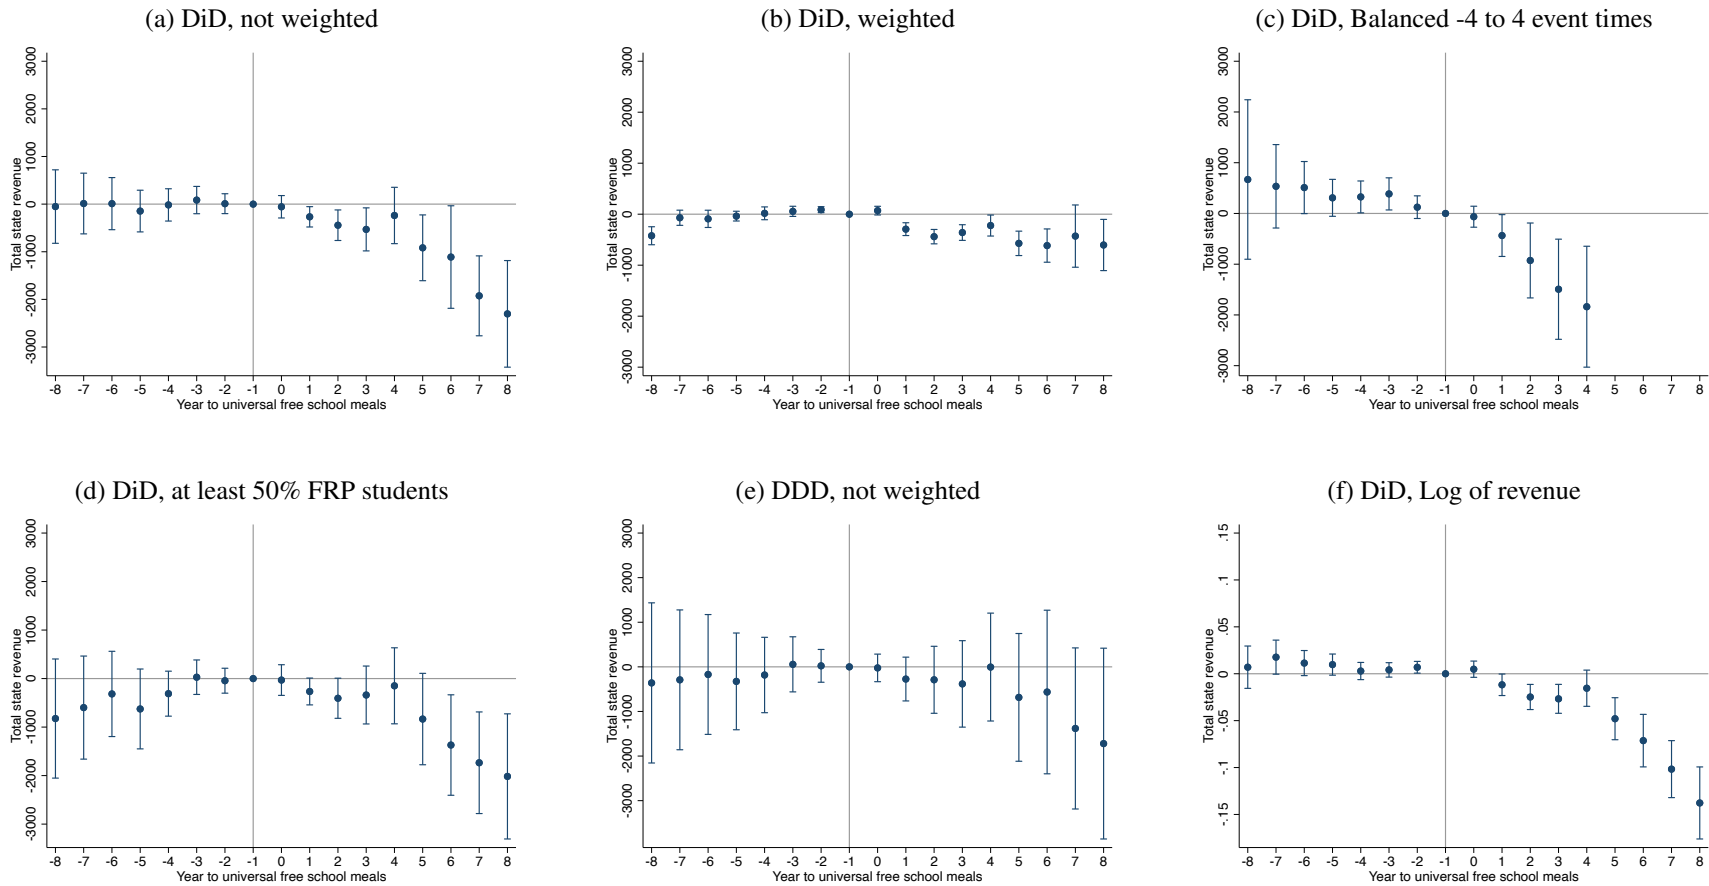 (a) DiD, not weighted
3000
2000
1000
0
-1000
-2000
-3000
Total state revenue
-8 -7 -6 -5 -4 -3 -2 -1 0 1 2 3 4 5 6 7 8
Year to universal free school meals
(b) DiD, weighted
3000
2000
1000
0
-1000
-2000
-3000
Total state revenue
-8 -7 -6 -5 -4 -3 -2 -1 0 1 2 3 4 5 6 7 8
Year to universal free school meals
(c) DiD, Balanced -4 to 4 event times
3000
2000
1000
0
-1000
-2000
-3000
Total state revenue
-8 -7 -6 -5 -4 -3 -2 -1 0 1 2 3 4 5 6 7 8
Year to universal free school meals
(d) DiD, at least 50% FRP students
3000
2000
1000
0
-1000
-2000
-3000
Total state revenue
-8 -7 -6 -5 -4 -3 -2 -1 0 1 2 3 4 5 6 7 8
Year to universal free school meals
(e) DDD, not weighted
3000
2000
1000
0
-1000
-2000
-3000
Total state revenue
-8 -7 -6 -5 -4 -3 -2 -1 0 1 2 3 4 5 6 7 8
Year to universal free school meals
(f) DiD, Log of revenue
.15
.1
.05
0
-.05
-.1
-.15
Total state revenue
-8 -7 -6 -5 -4 -3 -2 -1 0 1 2 3 4 5 6 7 8
Year to universal free school meals